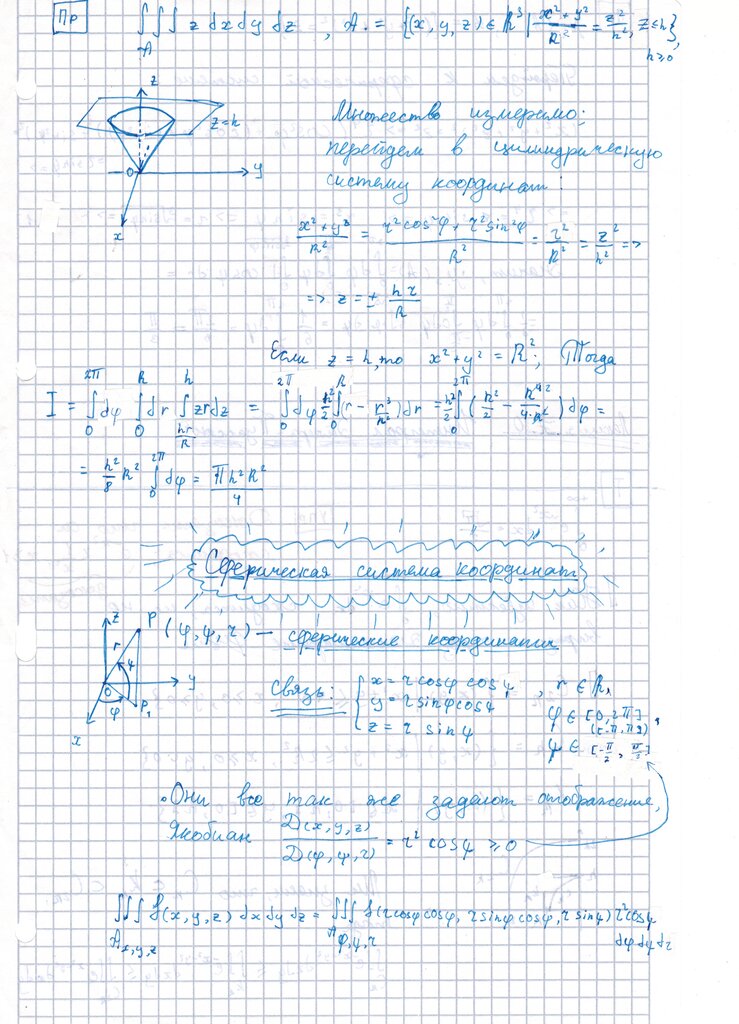 Пр ∫∫∫ z dx dy dz, A = {(x, y, z) ∈ R³ | (x² + y²)/R² = z²/h², z ≤ h},
A
h ≥ 0
z
z = h
0
y
x
Множество измеримо;
перейдем в цилиндрическую
систему координат:
(x² + y²)/R² = (r² cos²φ + r² sin²φ)/R² = r²/R² = z²/h² =>
=> z = ± hr/R
Если z = h, то x² + y² = R²; Тогда
I = ∫₀^{2π} dφ ∫₀^R dr ∫_{hr/R}^h zr dz = ∫₀^{2π} dφ h²/2 ∫₀^R (r - r³/R²) dr = h²/2 ∫₀^{2π} (R²/2 - R⁴/(4·R²)) dφ =
= h²/8 R² ∫₀^{2π} dφ = πh²R²/4
Сферическая система координат
z
P (φ, ψ, r) – сферические координаты
r
ψ
0
y
P₁
φ
x
Связь: { x = r cosφ cosψ, r ∈ R,
y = r sinφ cosψ φ ∈ [0, 2π],
([-π, π])
z = r sinψ ψ ∈ [-π/2, π/2]
Они все так же задают отображение,
Якобиан D(x, y, z)/D(φ, ψ, r) = r² cosψ ≥ 0
∫∫∫ f(x, y, z) dx dy dz = ∫∫∫ f(r cosφ cosψ, r sinφ cosψ, r sinψ) r² cosψ
A x,y,z A φ,ψ,r dφ dψ dr